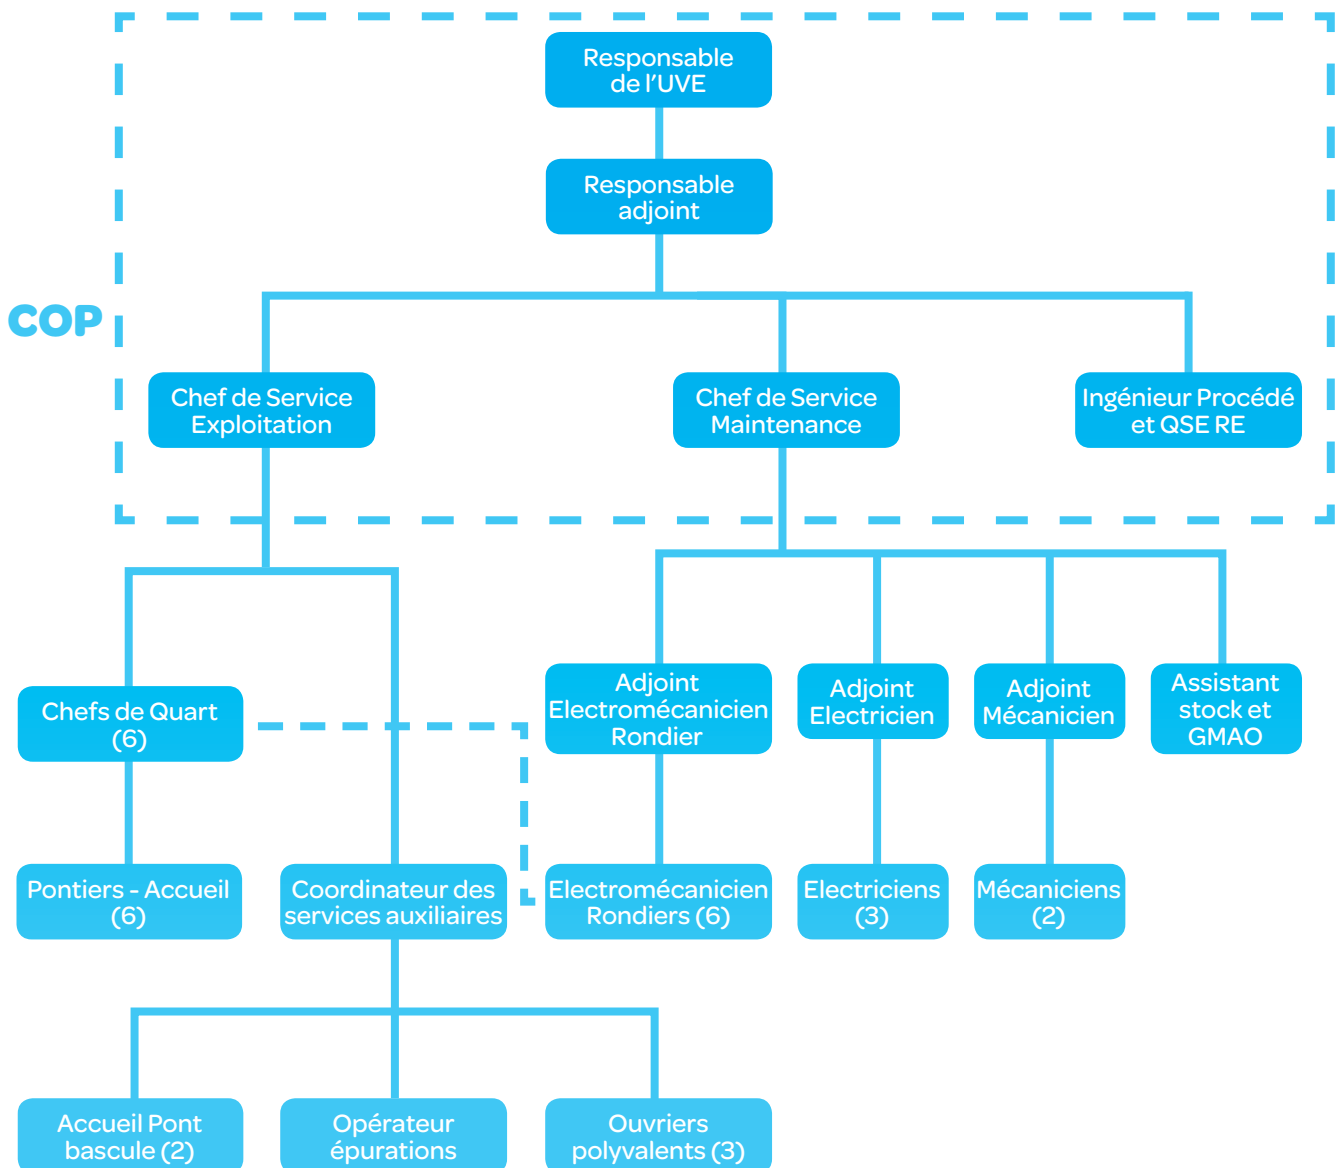 Responsable
de l'UVE
Responsable
adjoint
COP
Chef de Service
Exploitation
Chef de Service
Maintenance
Ingénieur Procédé
et QSE RE
Chefs de Quart
(6)
Adjoint
Electromécanicien
Rondier
Adjoint
Electricien
Adjoint
Mécanicien
Assistant
stock et
GMAO
Pontiers - Accueil
(6)
Coordinateur des
services auxiliaires
Electromécanicien
Rondiers (6)
Electriciens
(3)
Mécaniciens
(2)
Accueil Pont
bascule (2)
Opérateur
épurations
Ouvriers
polyvalents (3)